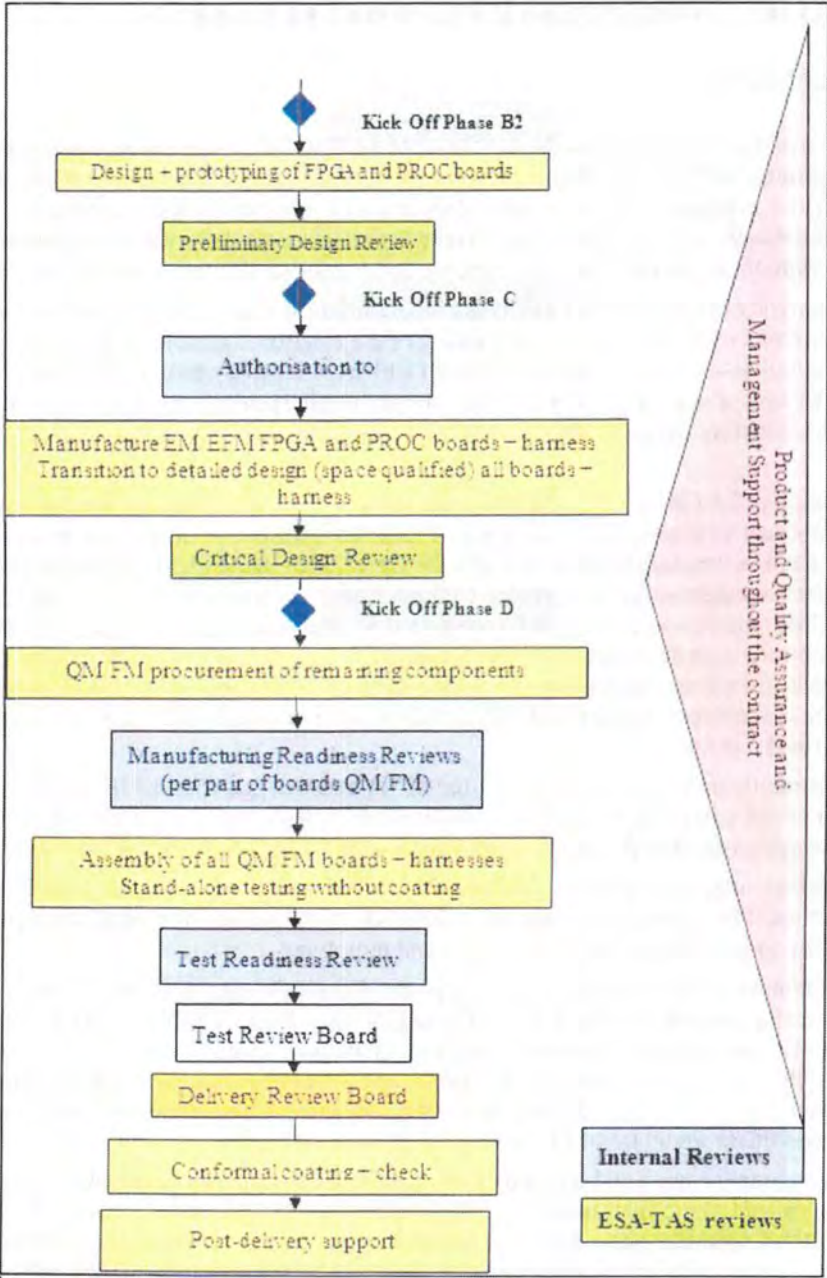 Kick Off Phase B2
Design + prototyping of FPGA and PROC boards
Preliminary Design Review
Kick Off Phase C
Authorisation to
Manufacture EM EFM FPGA and PROC boards – harness
Transition to detailed design (space qualified) all boards –
harness
Critical Design Review
Kick Off Phase D
QM FM procurement of remaining components
Manufacturing Readiness Reviews
(per pair of boards QM/FM)
Assembly of all QM FM boards – harnesses
Stand-alone testing without coating
Test Readiness Review
Test Review Board
Delivery Review Board
Conformal coating – check
Post-delivery support
Product and Quality Assurance and
Management Support throughout the contract
Internal Reviews
ESA-TAS reviews